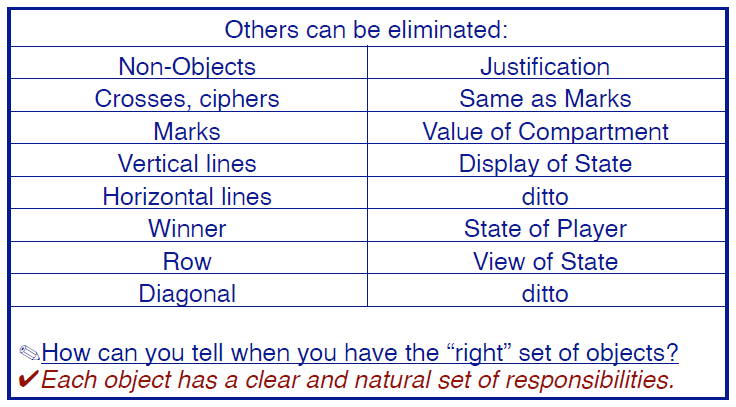 Others can be eliminated:
Non-Objects Justification
Crosses, ciphers Same as Marks
Marks Value of Compartment
Vertical lines Display of State
Horizontal lines ditto
Winner State of Player
Row View of State
Diagonal ditto
✎How can you tell when you have the “right” set of objects?
✔Each object has a clear and natural set of responsibilities.